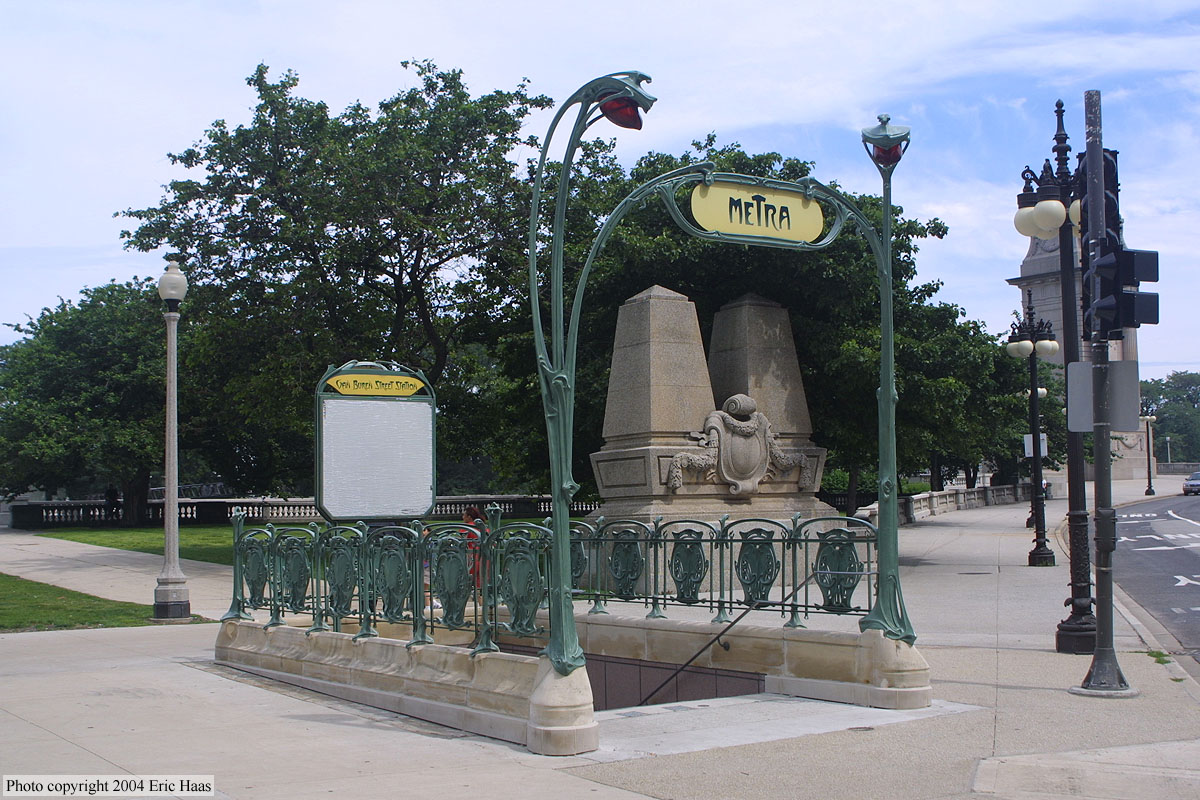 METRA
VAN BUREN STREET STATION
Photo copyright 2004 Eric Haas